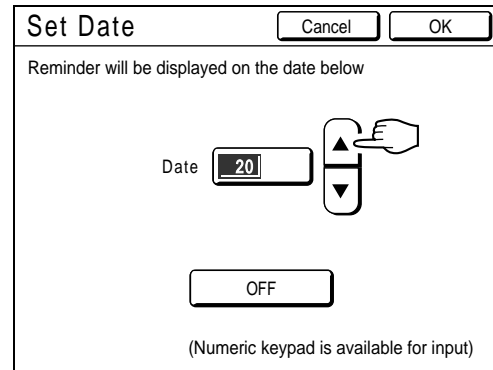 Set Date Cancel OK
Reminder will be displayed on the date below
Date 20 ▲
▼
OFF
(Numeric keypad is available for input)